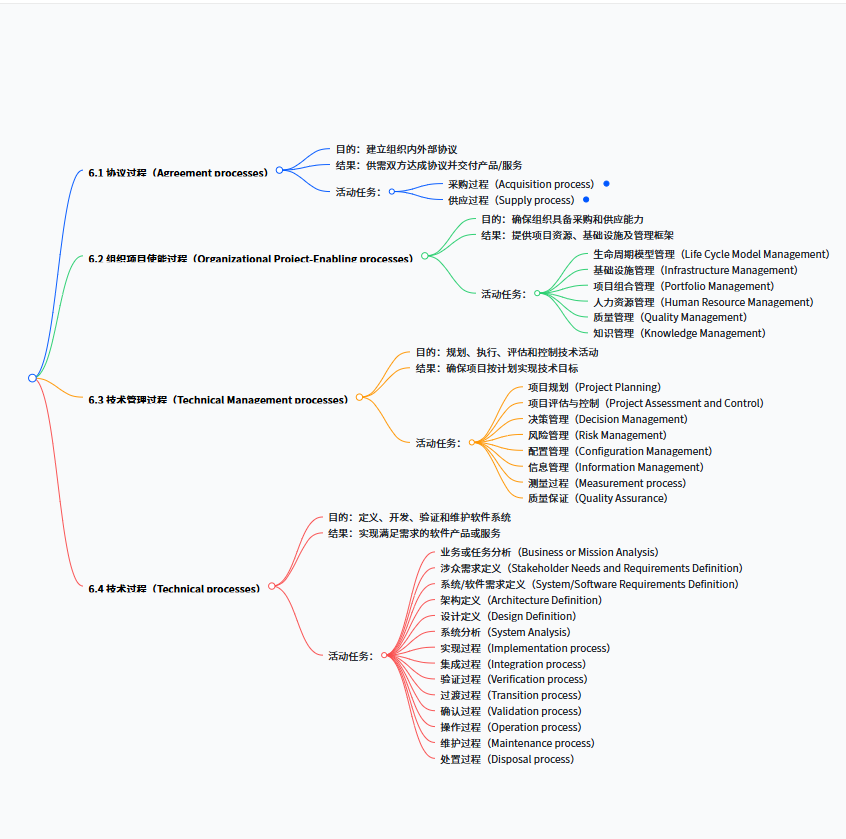 6.1 协议过程（Agreement processes）
目的：建立组织内外部协议
结果：供需双方达成协议并交付产品/服务
活动任务：
采购过程（Acquisition process）
供应过程（Supply process）
6.2 组织项目使能过程（Organizational Project-Enabling processes）
目的：确保组织具备采购和供应能力
结果：提供项目资源、基础设施及管理框架
活动任务：
生命周期模型管理（Life Cycle Model Management）
基础设施管理（Infrastructure Management）
项目组合管理（Portfolio Management）
人力资源管理（Human Resource Management）
质量管理（Quality Management）
知识管理（Knowledge Management）
6.3 技术管理过程（Technical Management processes）
目的：规划、执行、评估和控制技术活动
结果：确保项目按计划实现技术目标
活动任务：
项目规划（Project Planning）
项目评估与控制（Project Assessment and Control）
决策管理（Decision Management）
风险管理（Risk Management）
配置管理（Configuration Management）
信息管理（Information Management）
测量过程（Measurement process）
质量保证（Quality Assurance）
6.4 技术过程（Technical processes）
目的：定义、开发、验证和维护软件系统
结果：实现满足需求的软件产品或服务
活动任务：
业务或任务分析（Business or Mission Analysis）
涉众需求定义（Stakeholder Needs and Requirements Definition）
系统/软件需求定义（System/Software Requirements Definition）
架构定义（Architecture Definition）
设计定义（Design Definition）
系统分析（System Analysis）
实现过程（Implementation process）
集成过程（Integration process）
验证过程（Verification process）
过渡过程（Transition process）
确认过程（Validation process）
操作过程（Operation process）
维护过程（Maintenance process）
处置过程（Disposal process）